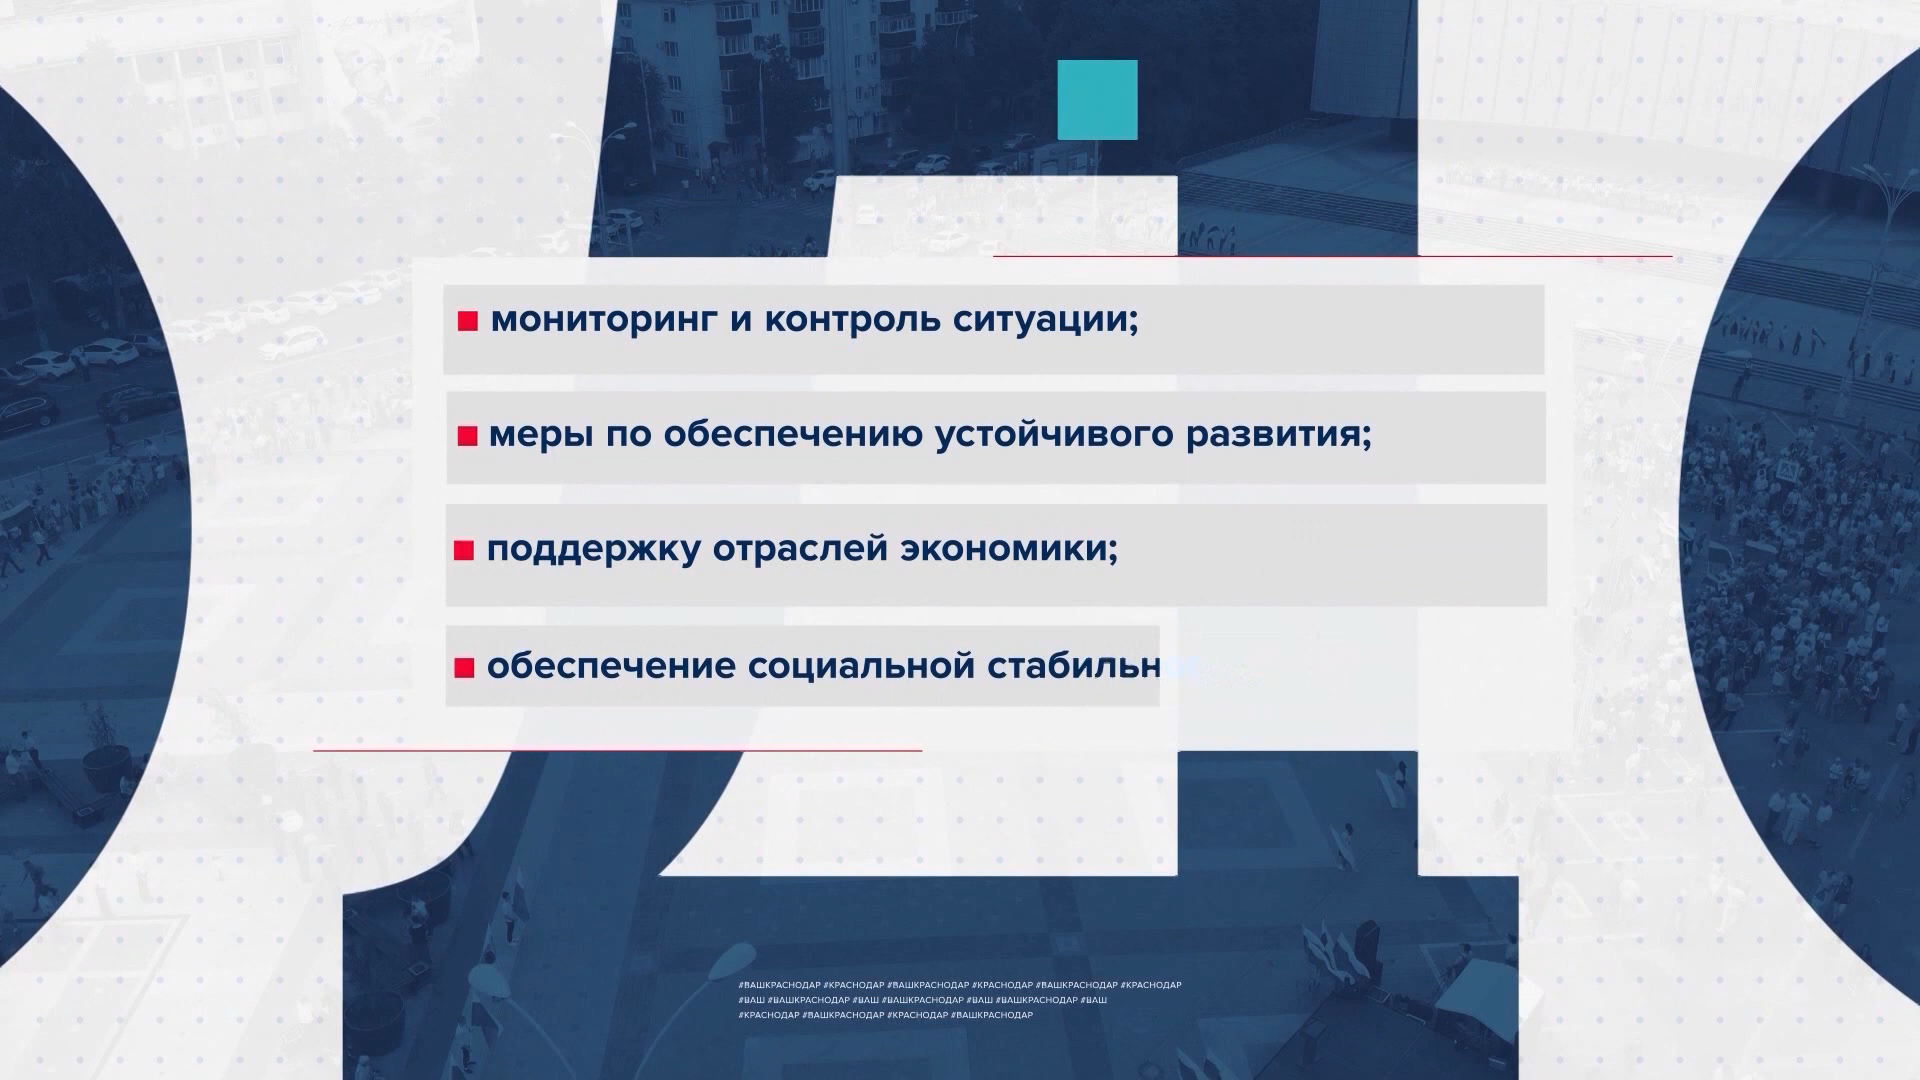 мониторинг и контроль ситуации;
меры по обеспечению устойчивого развития;
поддержку отраслей экономики;
обеспечение социальной стабильн
#ВАШКРАСНОДАР #КРАСНОДАР #ВАШКРАСНОДАР #КРАСНОДАР #ВАШКРАСНОДАР #КРАСНОДАР
#ВАШ #ВАШКРАСНОДАР #ВАШ #ВАШКРАСНОДАР #ВАШ #ВАШКРАСНОДАР #ВАШ
#КРАСНОДАР #ВАШКРАСНОДАР #КРАСНОДАР #ВАШКРАСНОДАР